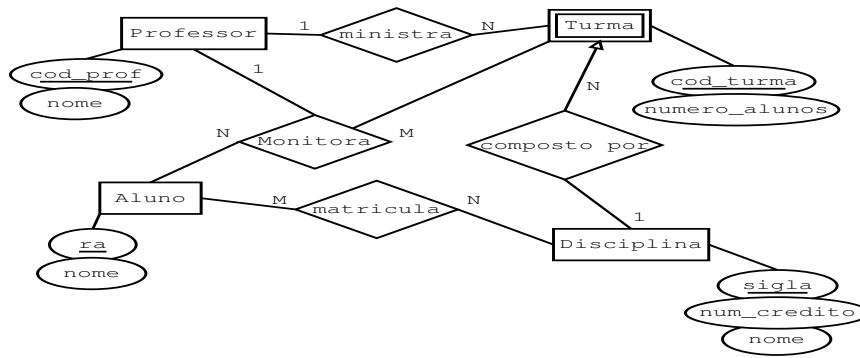 Professor
1
ministra
N
Turma
cod_prof
nome
1
cod_turma
numero_alunos
N
N
Monitora
M
composto por
Aluno
M
matricula
N
1
ra
nome
Disciplina
sigla
num_credito
nome